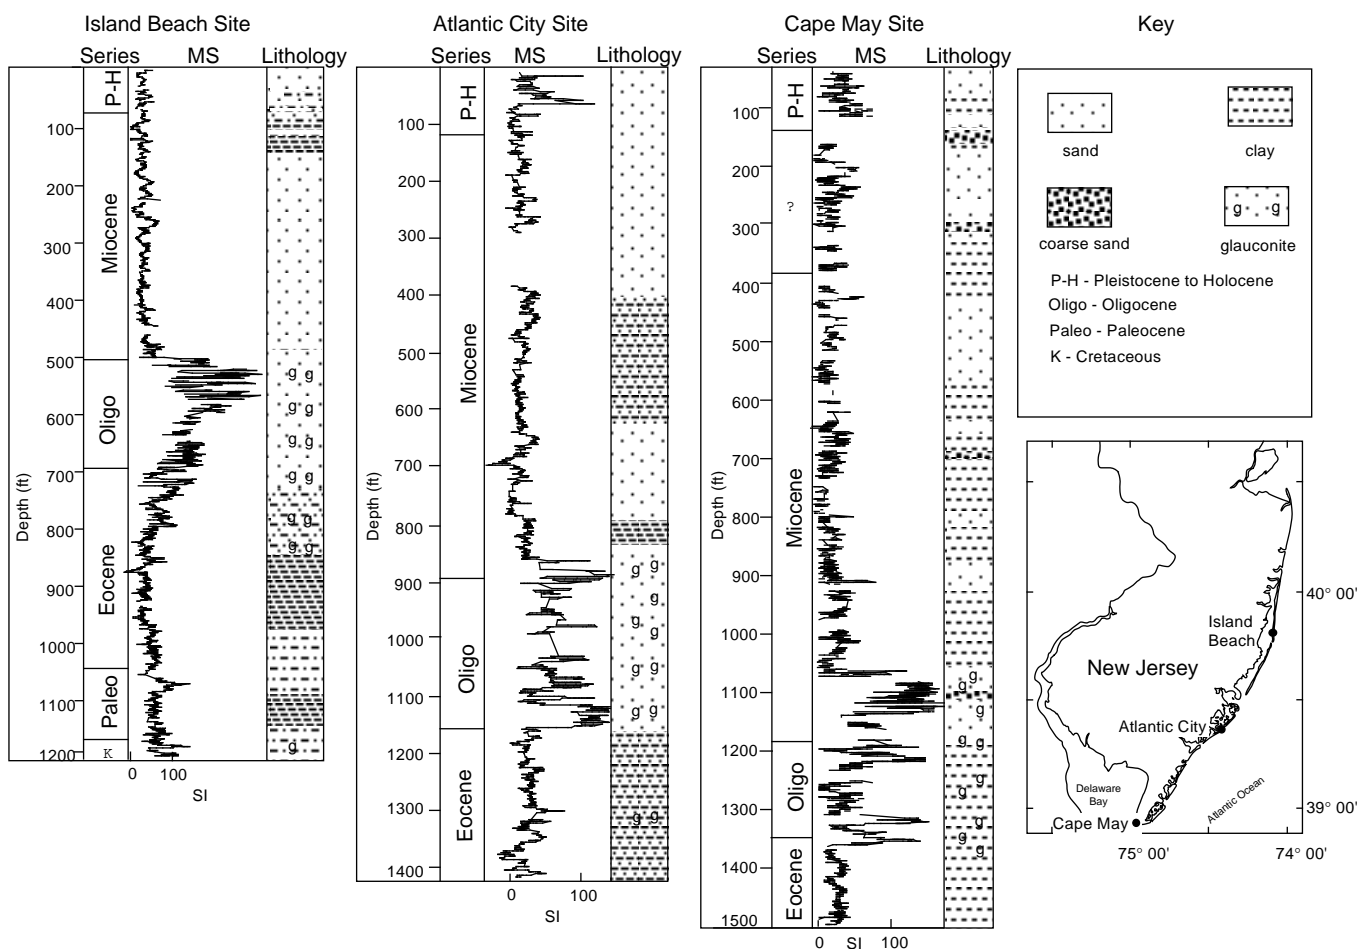 Island Beach Site
Series MS Lithology
P-H
Miocene
Oligo
Eocene
Paleo
K
Depth (ft)
100
200
300
400
500
600
700
800
900
1000
1100
1200
g g
g g
g g
g g
g g
g g
g
0 100
SI
Atlantic City Site
Series MS Lithology
P-H
Miocene
Oligo
Eocene
Depth (ft)
100
200
300
400
500
600
700
800
900
1000
1100
1200
1300
1400
g g
g
g
g
g g
g g
g g
0 100
SI
Cape May Site
Series MS Lithology
P-H
?
Miocene
Oligo
Eocene
Depth (ft)
100
200
300
400
500
600
700
800
900
1000
1100
1200
1300
1400
1500
g
g
g
g g
g
g
g
g
g
0 SI 100
Key
sand
clay
coarse sand
g g
glauconite
P-H - Pleistocene to Holocene
Oligo - Oligocene
Paleo - Paleocene
K - Cretaceous
40° 00'
Island
Beach
New Jersey
Atlantic City
Delaware
Bay
Atlantic Ocean
39° 00'
Cape May
75° 00' 74° 00'